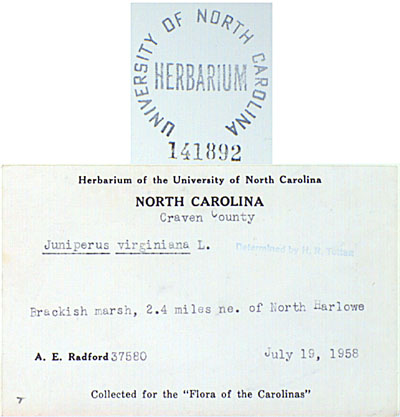 UNIVERSITY OF NORTH CAROLINA
HERBARIUM
141892
Herbarium of the University of North Carolina
NORTH CAROLINA
Craven County
Juniperus virginiana L. Determined by H. R. Totten
Brackish marsh, 2.4 miles ne. of North Harlowe
A. E. Radford 37580 July 19, 1958
Collected for the "Flora of the Carolinas"